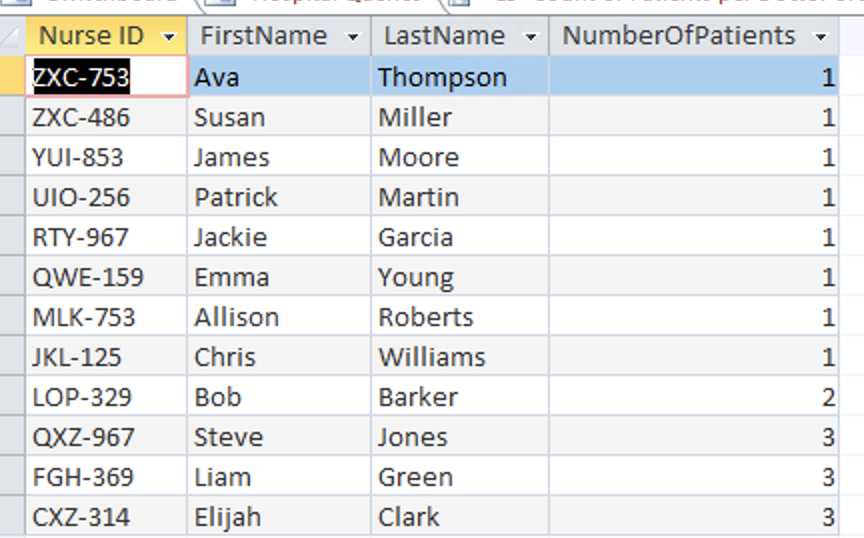 Nurse ID FirstName LastName NumberOfPatients
ZXC-753 Ava Thompson 1
ZXC-486 Susan Miller 1
YUI-853 James Moore 1
UIO-256 Patrick Martin 1
RTY-967 Jackie Garcia 1
QWE-159 Emma Young 1
MLK-753 Allison Roberts 1
JKL-125 Chris Williams 1
LOP-329 Bob Barker 2
QXZ-967 Steve Jones 3
FGH-369 Liam Green 3
CXZ-314 Elijah Clark 3